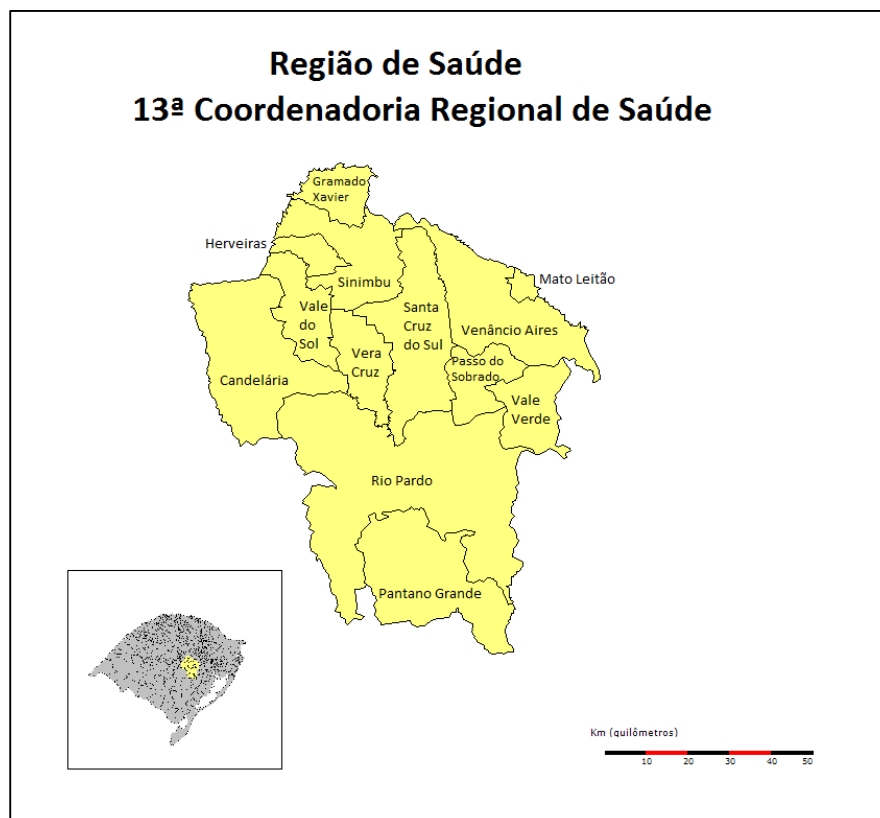 Região de Saúde
13ª Coordenadoria Regional de Saúde
Gramado
Xavier
Herveiras
Sinimbu
Mato Leitão
Vale
do
Sol
Santa
Cruz
do Sul
Venâncio Aires
Vera
Cruz
Passo do
Sobrado
Candelária
Vale
Verde
Rio Pardo
Pantano Grande
Km (quilômetros)
10 20 30 40 50